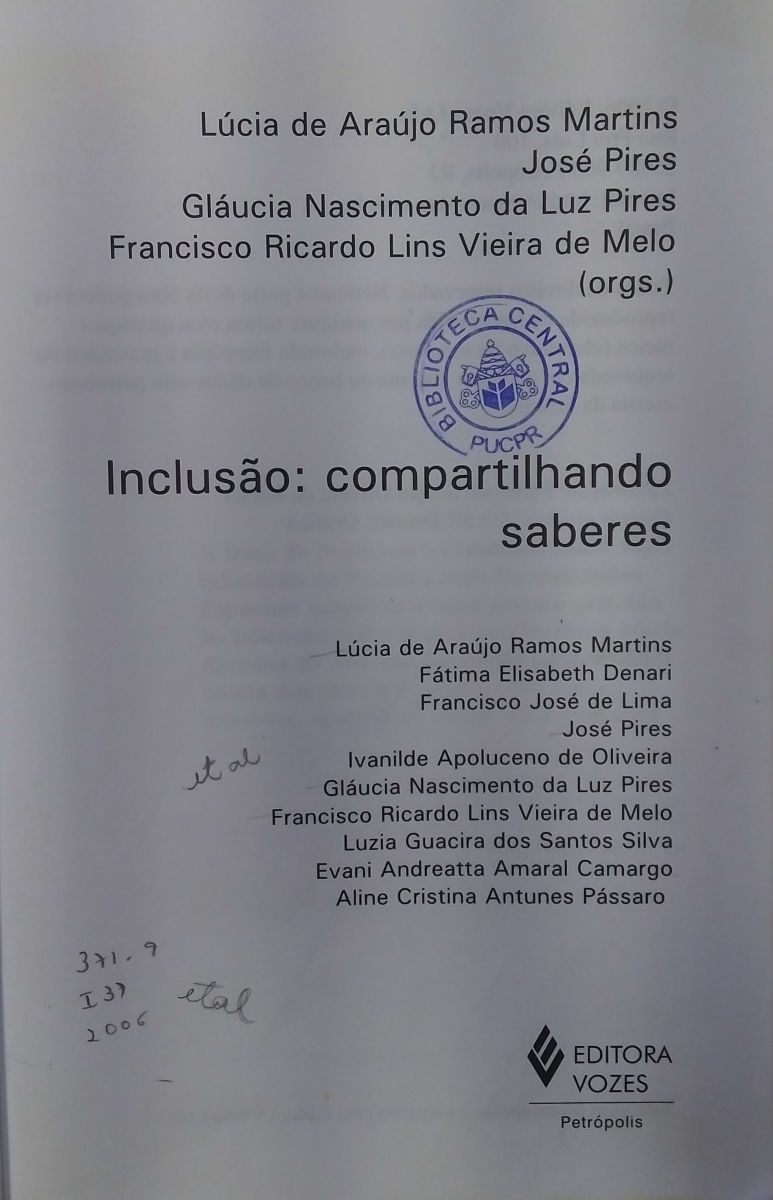 Lúcia de Araújo Ramos Martins
José Pires
Gláucia Nascimento da Luz Pires
Francisco Ricardo Lins Vieira de Melo
(orgs.)
BIBLIOTECA CENTRAL
PUCPR
Inclusão: compartilhando
saberes
Lúcia de Araújo Ramos Martins
Fátima Elisabeth Denari
Francisco José de Lima
José Pires
Ivanilde Apoluceno de Oliveira
et al
Gláucia Nascimento da Luz Pires
Francisco Ricardo Lins Vieira de Melo
Luzia Guacira dos Santos Silva
Evani Andreatta Amaral Camargo
Aline Cristina Antunes Pássaro
371.9
I37
et al
2006
EDITORA
VOZES
Petrópolis